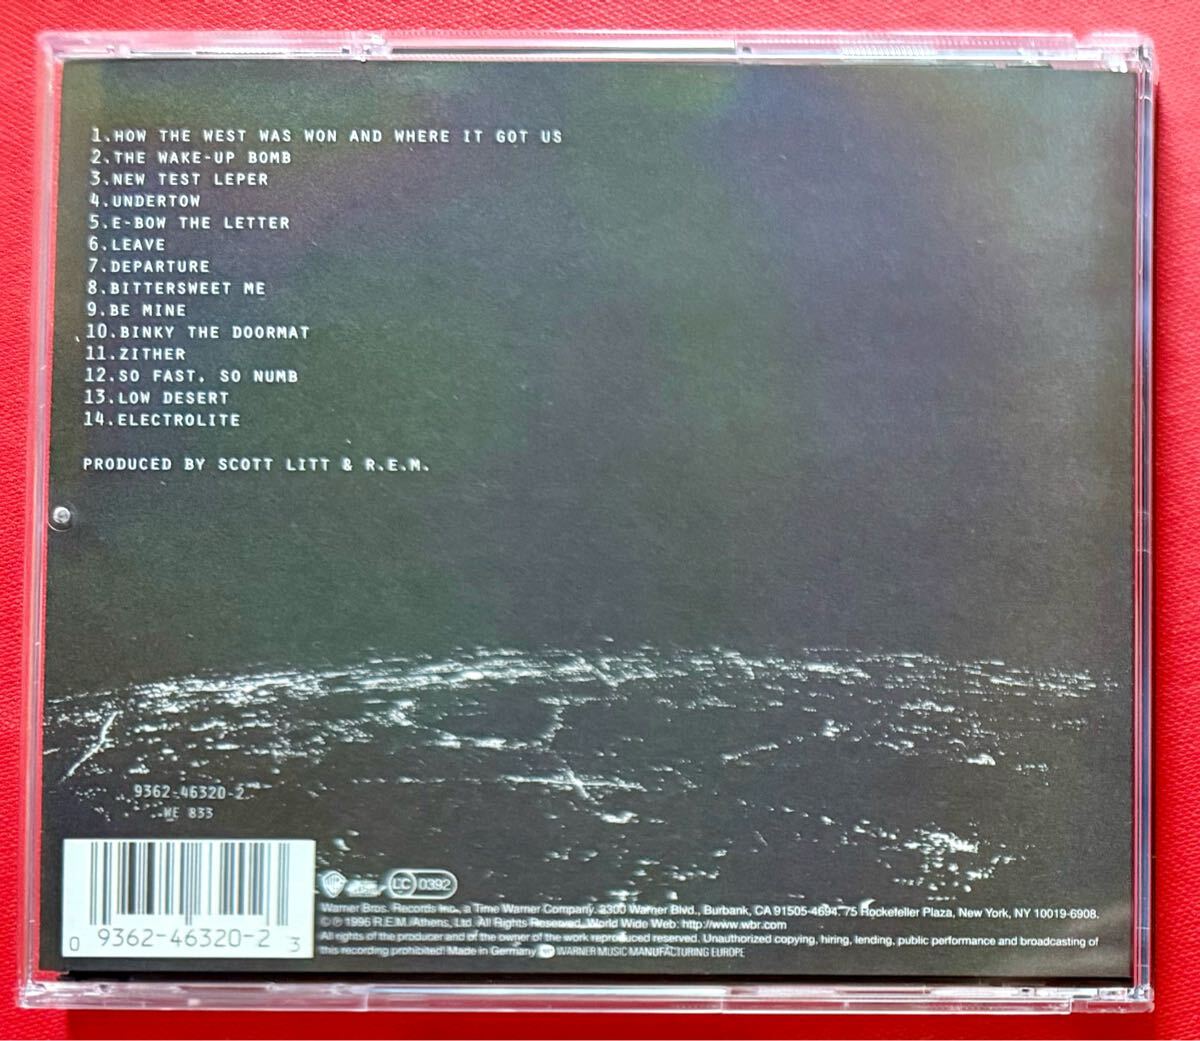 1.HOW THE WEST WAS WON AND WHERE IT GOT US
2.THE WAKE-UP BOMB
3.NEW TEST LEPER
4.UNDERTOW
5.E-BOW THE LETTER
6.LEAVE
7.DEPARTURE
8.BITTERSWEET ME
9.BE MINE
10.BINKY THE DOORMAT
11.ZITHER
12.SO FAST, SO NUMB
13.LOW DESERT
14.ELECTROLITE
PRODUCED BY SCOTT LITT & R.E.M.
9362-46320-2
WE 833
LC 0392
Warner Bros. Records Inc., a Time Warner Company. 3300 Warner Blvd., Burbank, CA 91505-4694. 75 Rockefeller Plaza, New York, NY 10019-6908.
© ℗ 1996 R.E.M./Athens, Ltd. All Rights Reserved. World Wide Web: http://www.wbr.com
All rights of the producer and of the owner of the work reproduced reserved. Unauthorized copying, hiring, lending, public performance and broadcasting of
this recording prohibited. Made in Germany WARNER MUSIC MANUFACTURING EUROPE
0 9362-46320-2 3